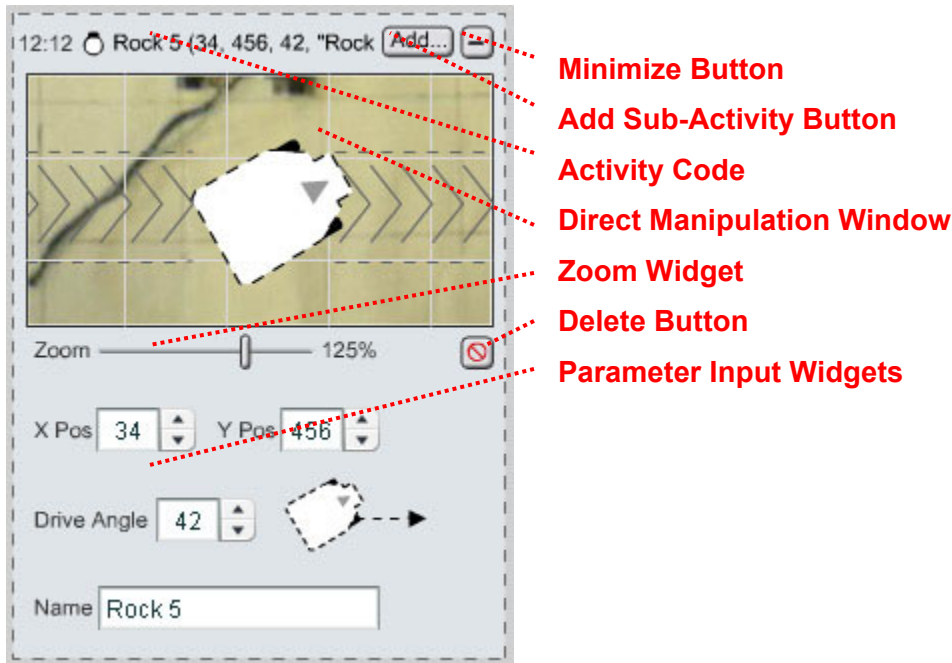 12:12 Rock 5 (34, 456, 42, "Rock Add...
Minimize Button
Add Sub-Activity Button
Activity Code
Direct Manipulation Window
Zoom Widget
Delete Button
Parameter Input Widgets
Zoom 125%
X Pos 34 Y Pos 456
Drive Angle 42
Name Rock 5